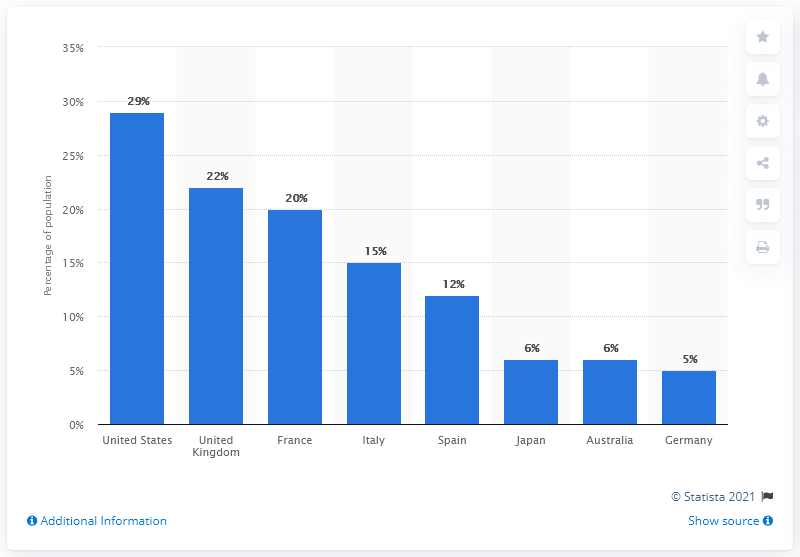 35%
30%
25%
20%
15%
10%
5%
0%
Percentage of population
29%
22%
20%
15%
12%
6%
6%
5%
United States
United
Kingdom
France
Italy
Spain
Japan
Australia
Germany
© Statista 2021
Additional Information
Show source